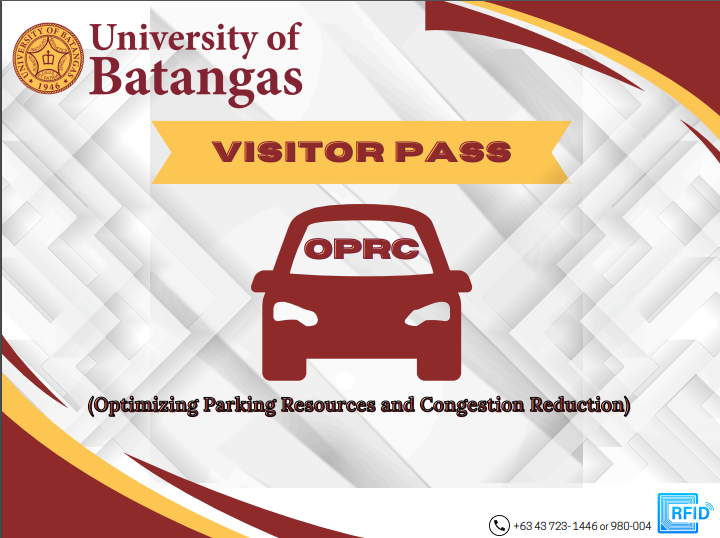 UNIVERSITY OF BATANGAS
1946
University of
Batangas
VISITOR PASS
OPRC
(Optimizing Parking Resources and Congestion Reduction)
+63 43 723-1446 or 980-004
RFID